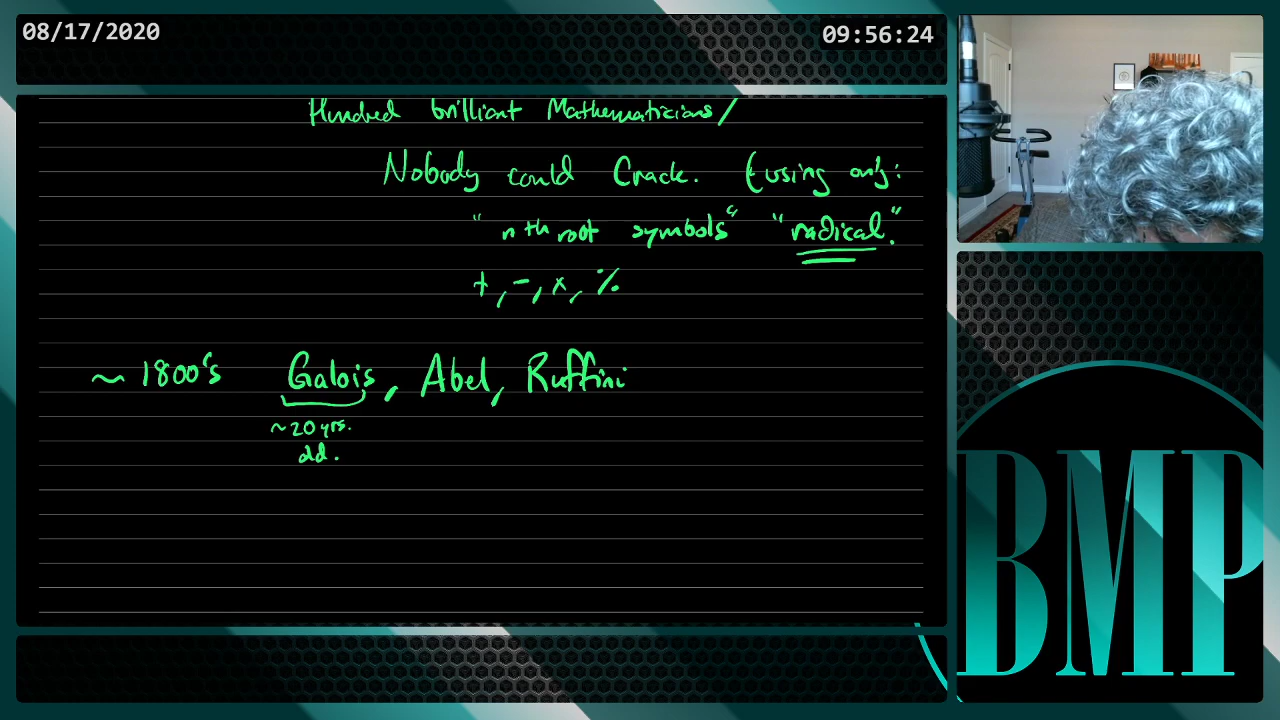 08/17/2020
09:56:24
Hundred brilliant Mathematicians/
Nobody could Crack. (using only:
"nth root symbols" "radical."
+, -, x, %
~ 1800's Galois, Abel, Ruffini
~20 yrs.
old.
BMP